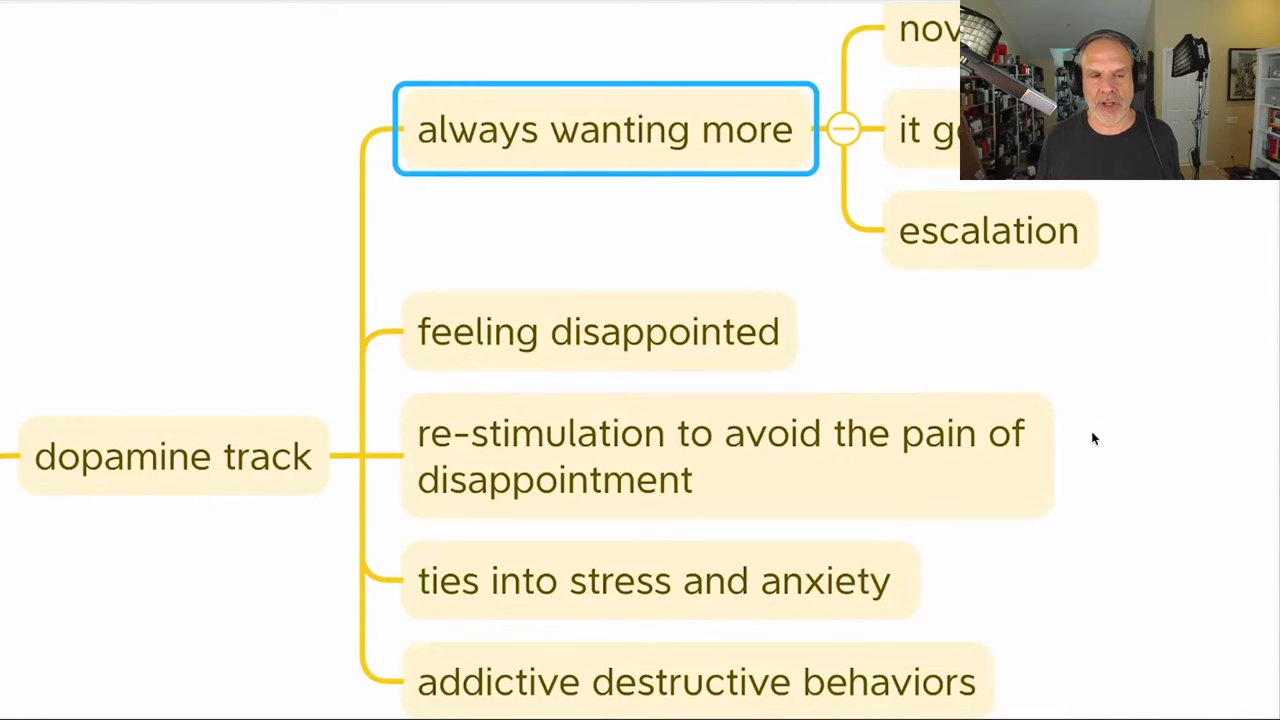 always wanting more
escalation
feeling disappointed
re-stimulation to avoid the pain of
disappointment
dopamine track
ties into stress and anxiety
addictive destructive behaviors